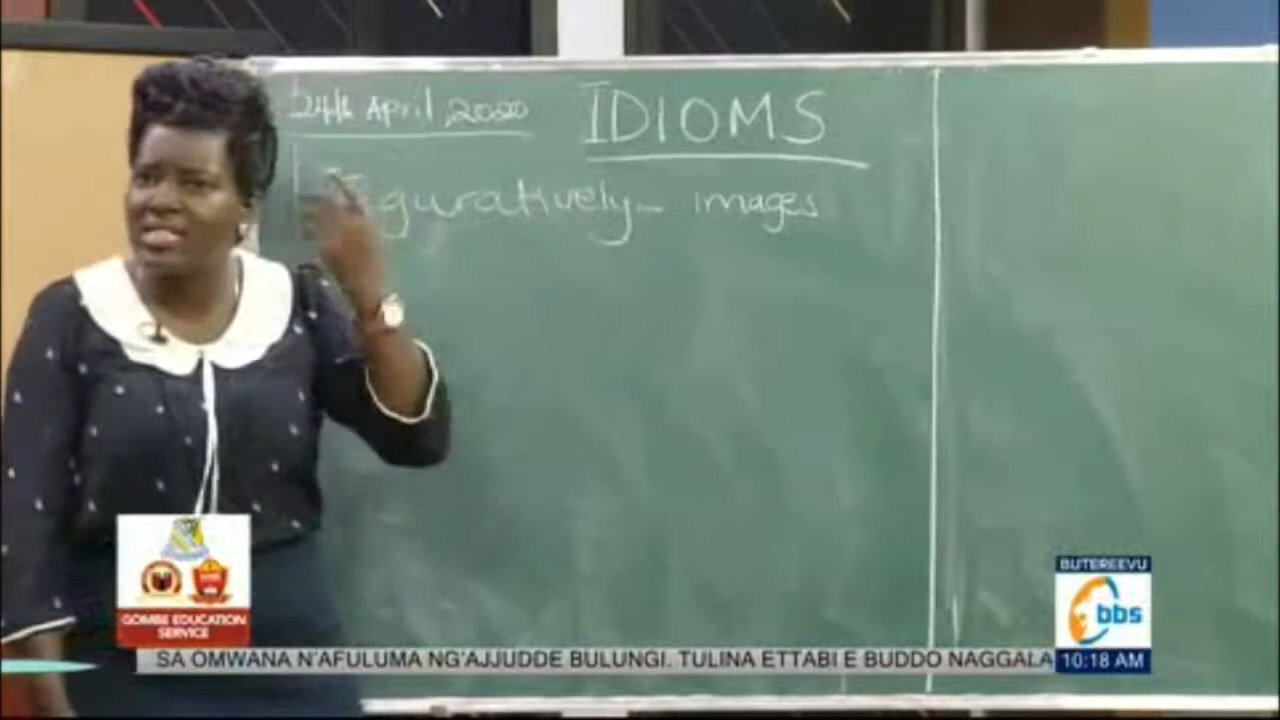 24th April, 2020
IDIOMS
Figuratively - images
GOMBE EDUCATION
SERVICE
BUTEREEVU
bbs
10:18 AM
SA OMWANA N'AFULUMA NG'AJJUDDE BULUNGI. TULINA ETTABI E BUDDO NAGGALA